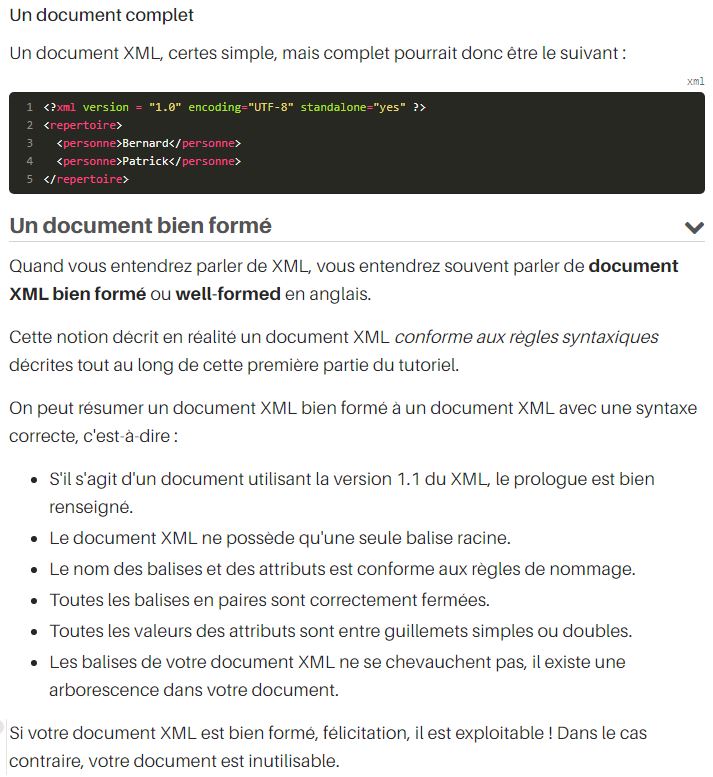 Un document complet
Un document XML, certes simple, mais complet pourrait donc être le suivant :
xml
1 <?xml version = "1.0" encoding="UTF-8" standalone="yes" ?>
2 <repertoire>
3   <personne>Bernard</personne>
4   <personne>Patrick</personne>
5 </repertoire>
Un document bien formé
Quand vous entendrez parler de XML, vous entendrez souvent parler de document
XML bien formé ou well-formed en anglais.
Cette notion décrit en réalité un document XML conforme aux règles syntaxiques
décrites tout au long de cette première partie du tutoriel.
On peut résumer un document XML bien formé à un document XML avec une syntaxe
correcte, c'est-à-dire :
• S'il s'agit d'un document utilisant la version 1.1 du XML, le prologue est bien
renseigné.
• Le document XML ne possède qu'une seule balise racine.
• Le nom des balises et des attributs est conforme aux règles de nommage.
• Toutes les balises en paires sont correctement fermées.
• Toutes les valeurs des attributs sont entre guillemets simples ou doubles.
• Les balises de votre document XML ne se chevauchent pas, il existe une
arborescence dans votre document.
Si votre document XML est bien formé, félicitation, il est exploitable ! Dans le cas
contraire, votre document est inutilisable.